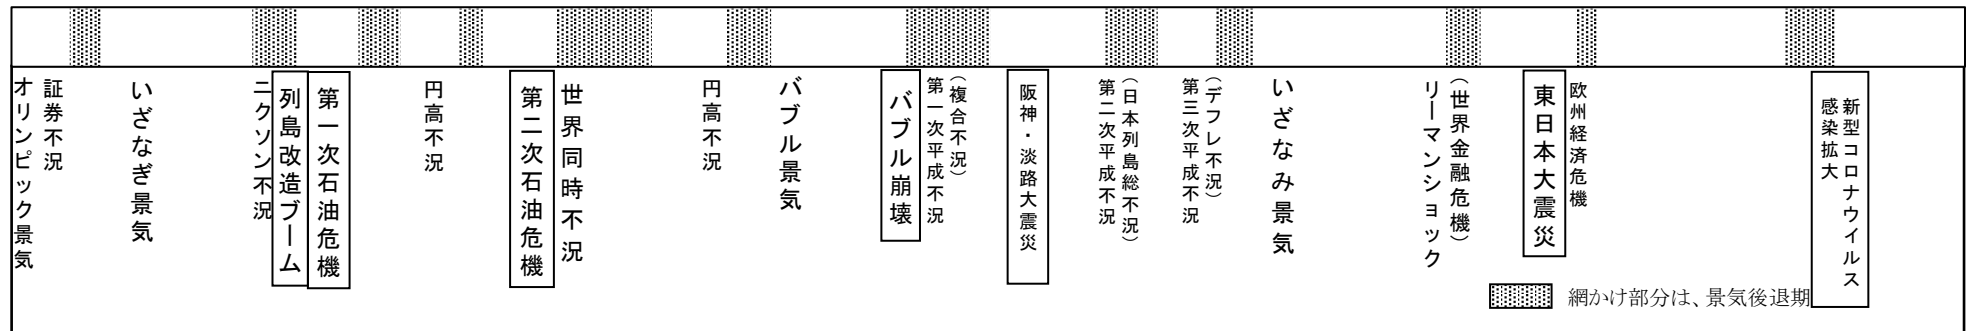 オリンピック景気
証券不況
いざなぎ景気
ニクソン不況
列島改造ブーム
第一次石油危機
円高不況
第二次石油危機
世界同時不況
円高不況
バブル景気
バブル崩壊
第一次平成不況
（複合不況）
阪神・淡路大震災
第二次平成不況
（日本列島総不況）
第三次平成不況
（デフレ不況）
いざなみ景気
リーマンショック
（世界金融危機）
東日本大震災
欧州経済危機
新型コロナウイルス
感染拡大
網かけ部分は、景気後退期